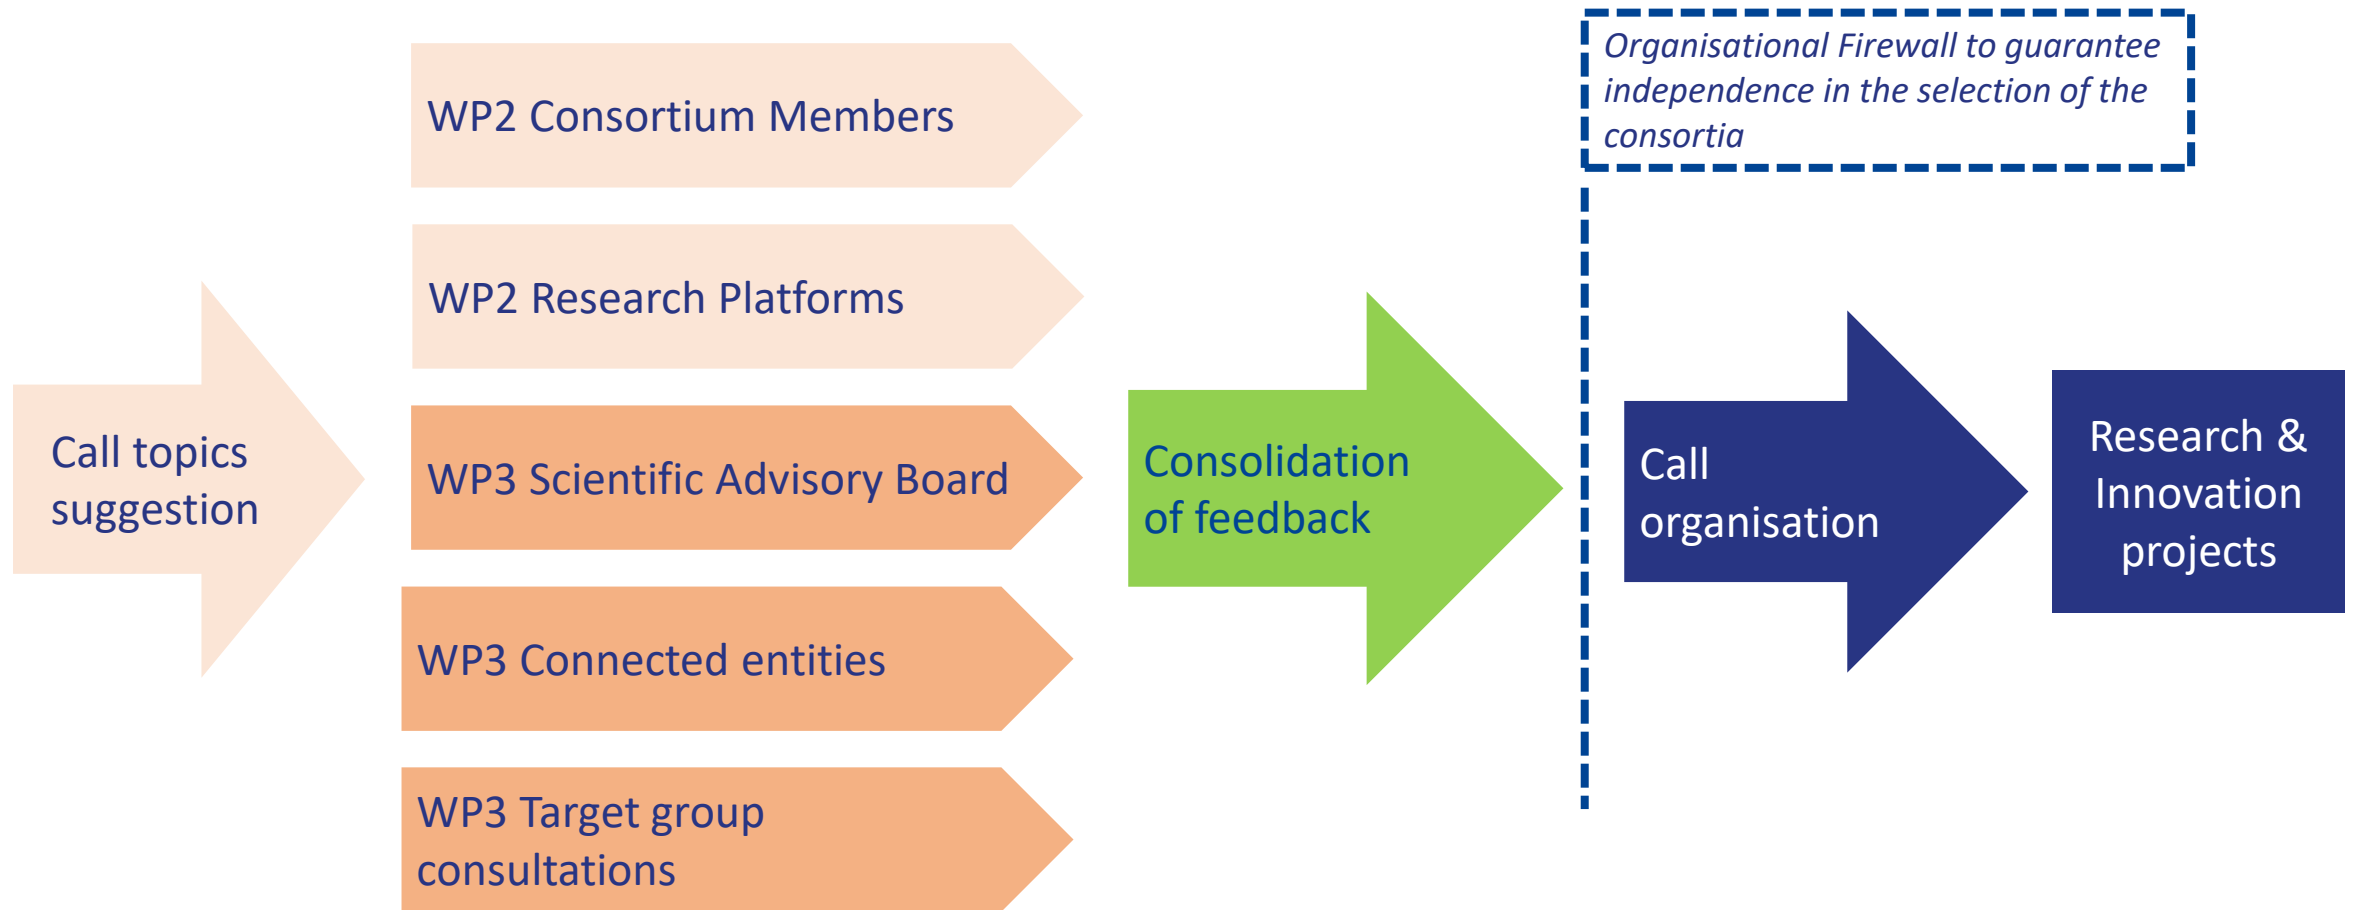 Organisational Firewall to guarantee
independence in the selection of the
consortia
WP2 Consortium Members
WP2 Research Platforms
Call topics
suggestion
WP3 Scientific Advisory Board
WP3 Connected entities
WP3 Target group
consultations
Consolidation
of feedback
Call
organisation
Research &
Innovation
projects